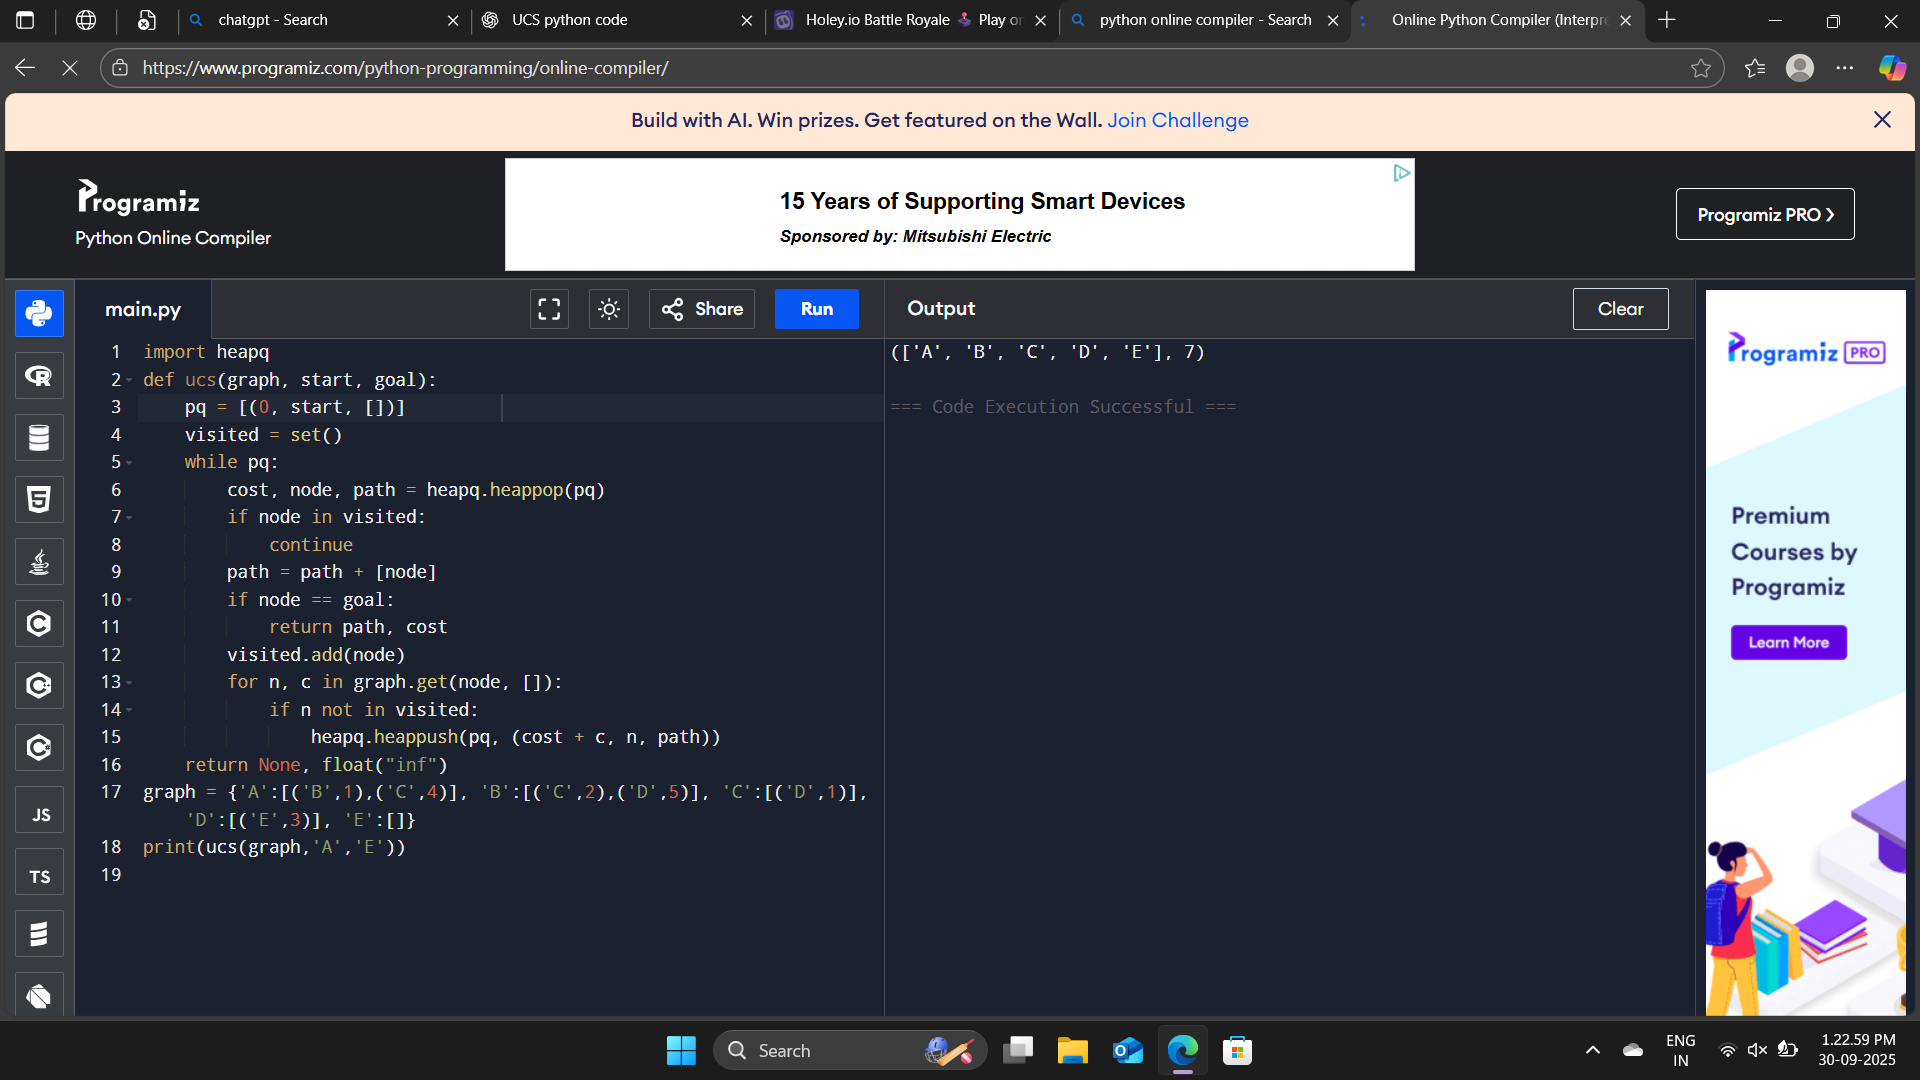 chatgpt - Search
UCS python code
Holey.io Battle Royale 🕹️ Play or
python online compiler - Search
Online Python Compiler (Interpre
https://www.programiz.com/python-programming/online-compiler/
Build with AI. Win prizes. Get featured on the Wall. Join Challenge
Programiz
Python Online Compiler
15 Years of Supporting Smart Devices
Sponsored by: Mitsubishi Electric
Programiz PRO ❯
main.py
Share
Run
Output
Clear
1 import heapq
2 def ucs(graph, start, goal):
3     pq = [(0, start, [])]
4     visited = set()
5     while pq:
6         cost, node, path = heapq.heappop(pq)
7         if node in visited:
8             continue
9         path = path + [node]
10         if node == goal:
11             return path, cost
12         visited.add(node)
13         for n, c in graph.get(node, []):
14             if n not in visited:
15                 heapq.heappush(pq, (cost + c, n, path))
16     return None, float("inf")
17 graph = {'A':[('B',1),('C',4)], 'B':[('C',2),('D',5)], 'C':[('D',1)],
'D':[('E',3)], 'E':[]}
18 print(ucs(graph,'A','E'))
19
(['A', 'B', 'C', 'D', 'E'], 7)
=== Code Execution Successful ===
JS
TS
Programiz PRO
Premium
Courses by
Programiz
Learn More
Search
ENG
IN
1.22.59 PM
30-09-2025